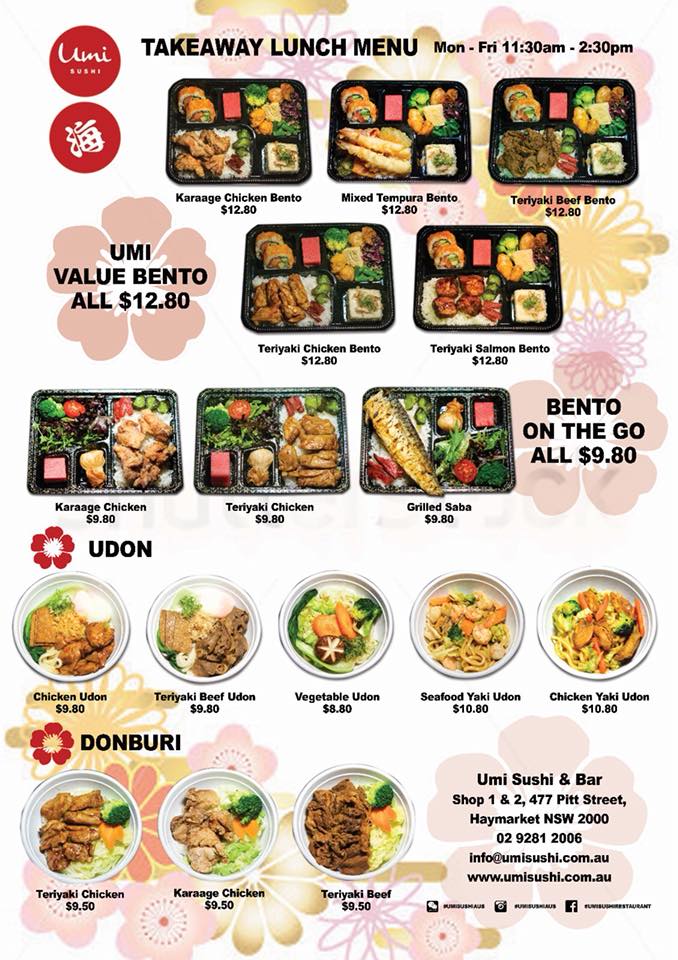 Umi
SUSHI
海
TAKEAWAY LUNCH MENU Mon - Fri 11:30am - 2:30pm
Karaage Chicken Bento
$12.80
Mixed Tempura Bento
$12.80
Teriyaki Beef Bento
$12.80
UMI
VALUE BENTO
ALL $12.80
Teriyaki Chicken Bento
$12.80
Teriyaki Salmon Bento
$12.80
BENTO
ON THE GO
ALL $9.80
Karaage Chicken
$9.80
Teriyaki Chicken
$9.80
Grilled Saba
$9.80
UDON
Chicken Udon
$9.80
Teriyaki Beef Udon
$9.80
Vegetable Udon
$8.80
Seafood Yaki Udon
$10.80
Chicken Yaki Udon
$10.80
DONBURI
Teriyaki Chicken
$9.50
Karaage Chicken
$9.50
Teriyaki Beef
$9.50
Umi Sushi & Bar
Shop 1 & 2, 477 Pitt Street,
Haymarket NSW 2000
02 9281 2006
info@umisushi.com.au
www.umisushi.com.au
#UMISUSHIAUS #UMISUSHIAUS #UMISUSHIRESTAURANT